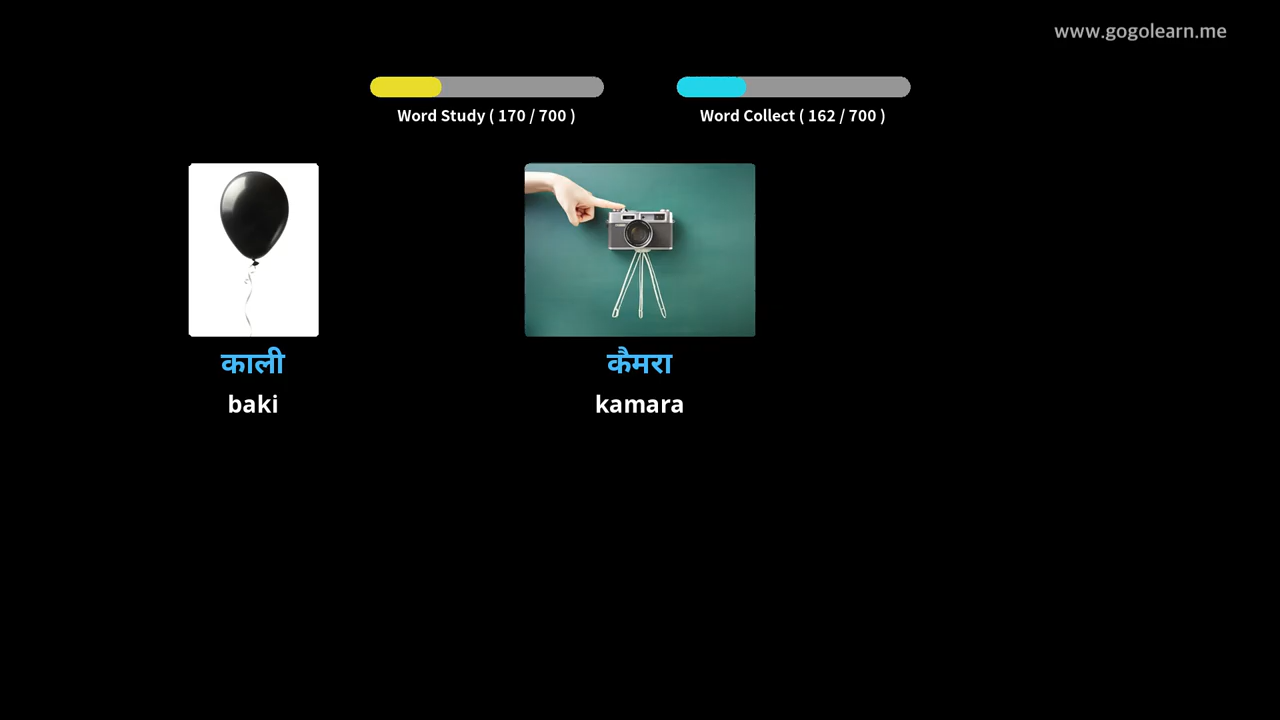 www.gogolearn.me
Word Study ( 170 / 700 )
Word Collect ( 162 / 700 )
काली
baki
कैमरा
kamara